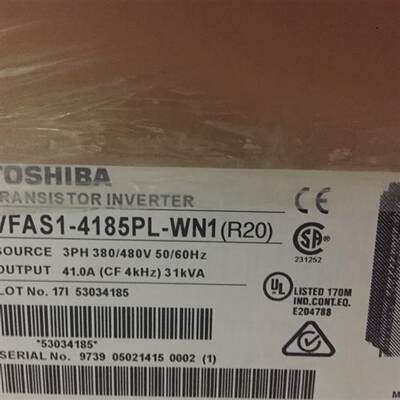 TOSHIBA
TRANSISTOR INVERTER
VFAS1-4185PL-WN1(R20)
SOURCE 3PH 380/480V 50/60Hz
OUTPUT 41.0A (CF 4kHz) 31kVA
LOT No. 17I 53034185
*53034185*
SERIAL No. 9739 05021415 0002 (1)
CE
SA
231252
UL
LISTED 170M
IND.CONT.EQ.
E204788